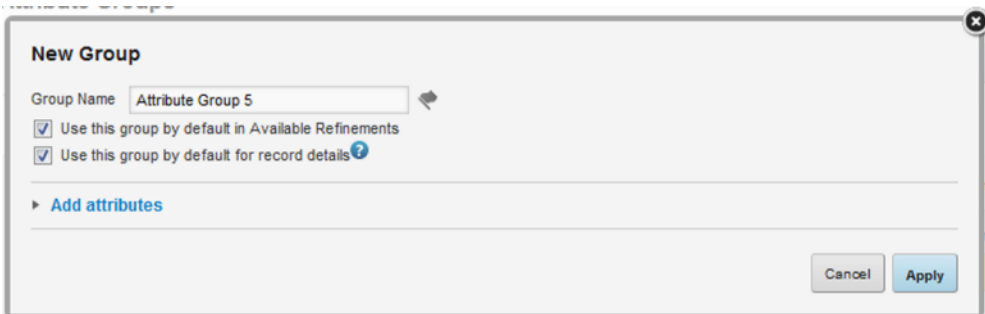 New Group
Group Name Attribute Group 5
Use this group by default in Available Refinements
Use this group by default for record details ?
Add attributes
Cancel Apply